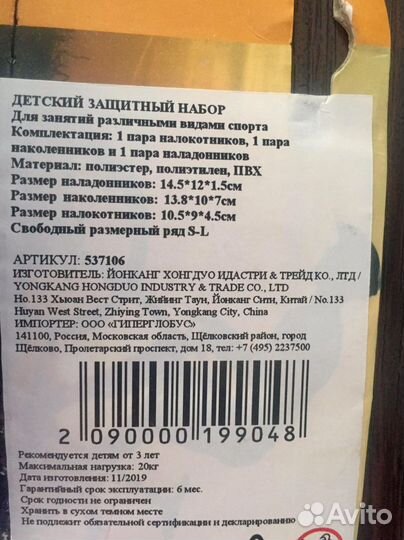 ДЕТСКИЙ ЗАЩИТНЫЙ НАБОР
Для занятий различными видами спорта
Комплектация: 1 пара налокотников, 1 пара
наколенников и 1 пара наладонников
Материал: полиэстер, полиэтилен, ПВХ
Размер наладонников: 14.5*12*1.5см
Размер наколенников: 13.8*10*7см
Размер налокотников: 10.5*9*4.5см
Свободный размерный ряд S-L
АРТИКУЛ: 537106
ИЗГОТОВИТЕЛЬ: ЙОНКАНГ ХОНГДУО ИДАСТРИ & ТРЕЙД КО., ЛТД /
YONGKANG HONGDUO INDUSTRY & TRADE CO., LTD
Но.133 Хьюан Вест Стрит, Жийинг Таун, Йонканг Сити, Китай / No.133
Huyan West Street, Zhiying Town, Yongkang City, China
ИМПОРТЕР: ООО «ГИПЕРГЛОБУС»
141100, Россия, Московская область, Щёлковский район, город
Щёлково, Пролетарский проспект, дом 18, тел: +7 (495) 2237500
2 090000 199048
Рекомендуется детям от 3 лет
Максимальная нагрузка: 20кг
Дата изготовления: 11/2019
Гарантийный срок эксплуатации: 6 мес.
Срок годности не ограничен
Хранить в сухом темном месте
Не подлежит обязательной сертификации и декларированию
Avito